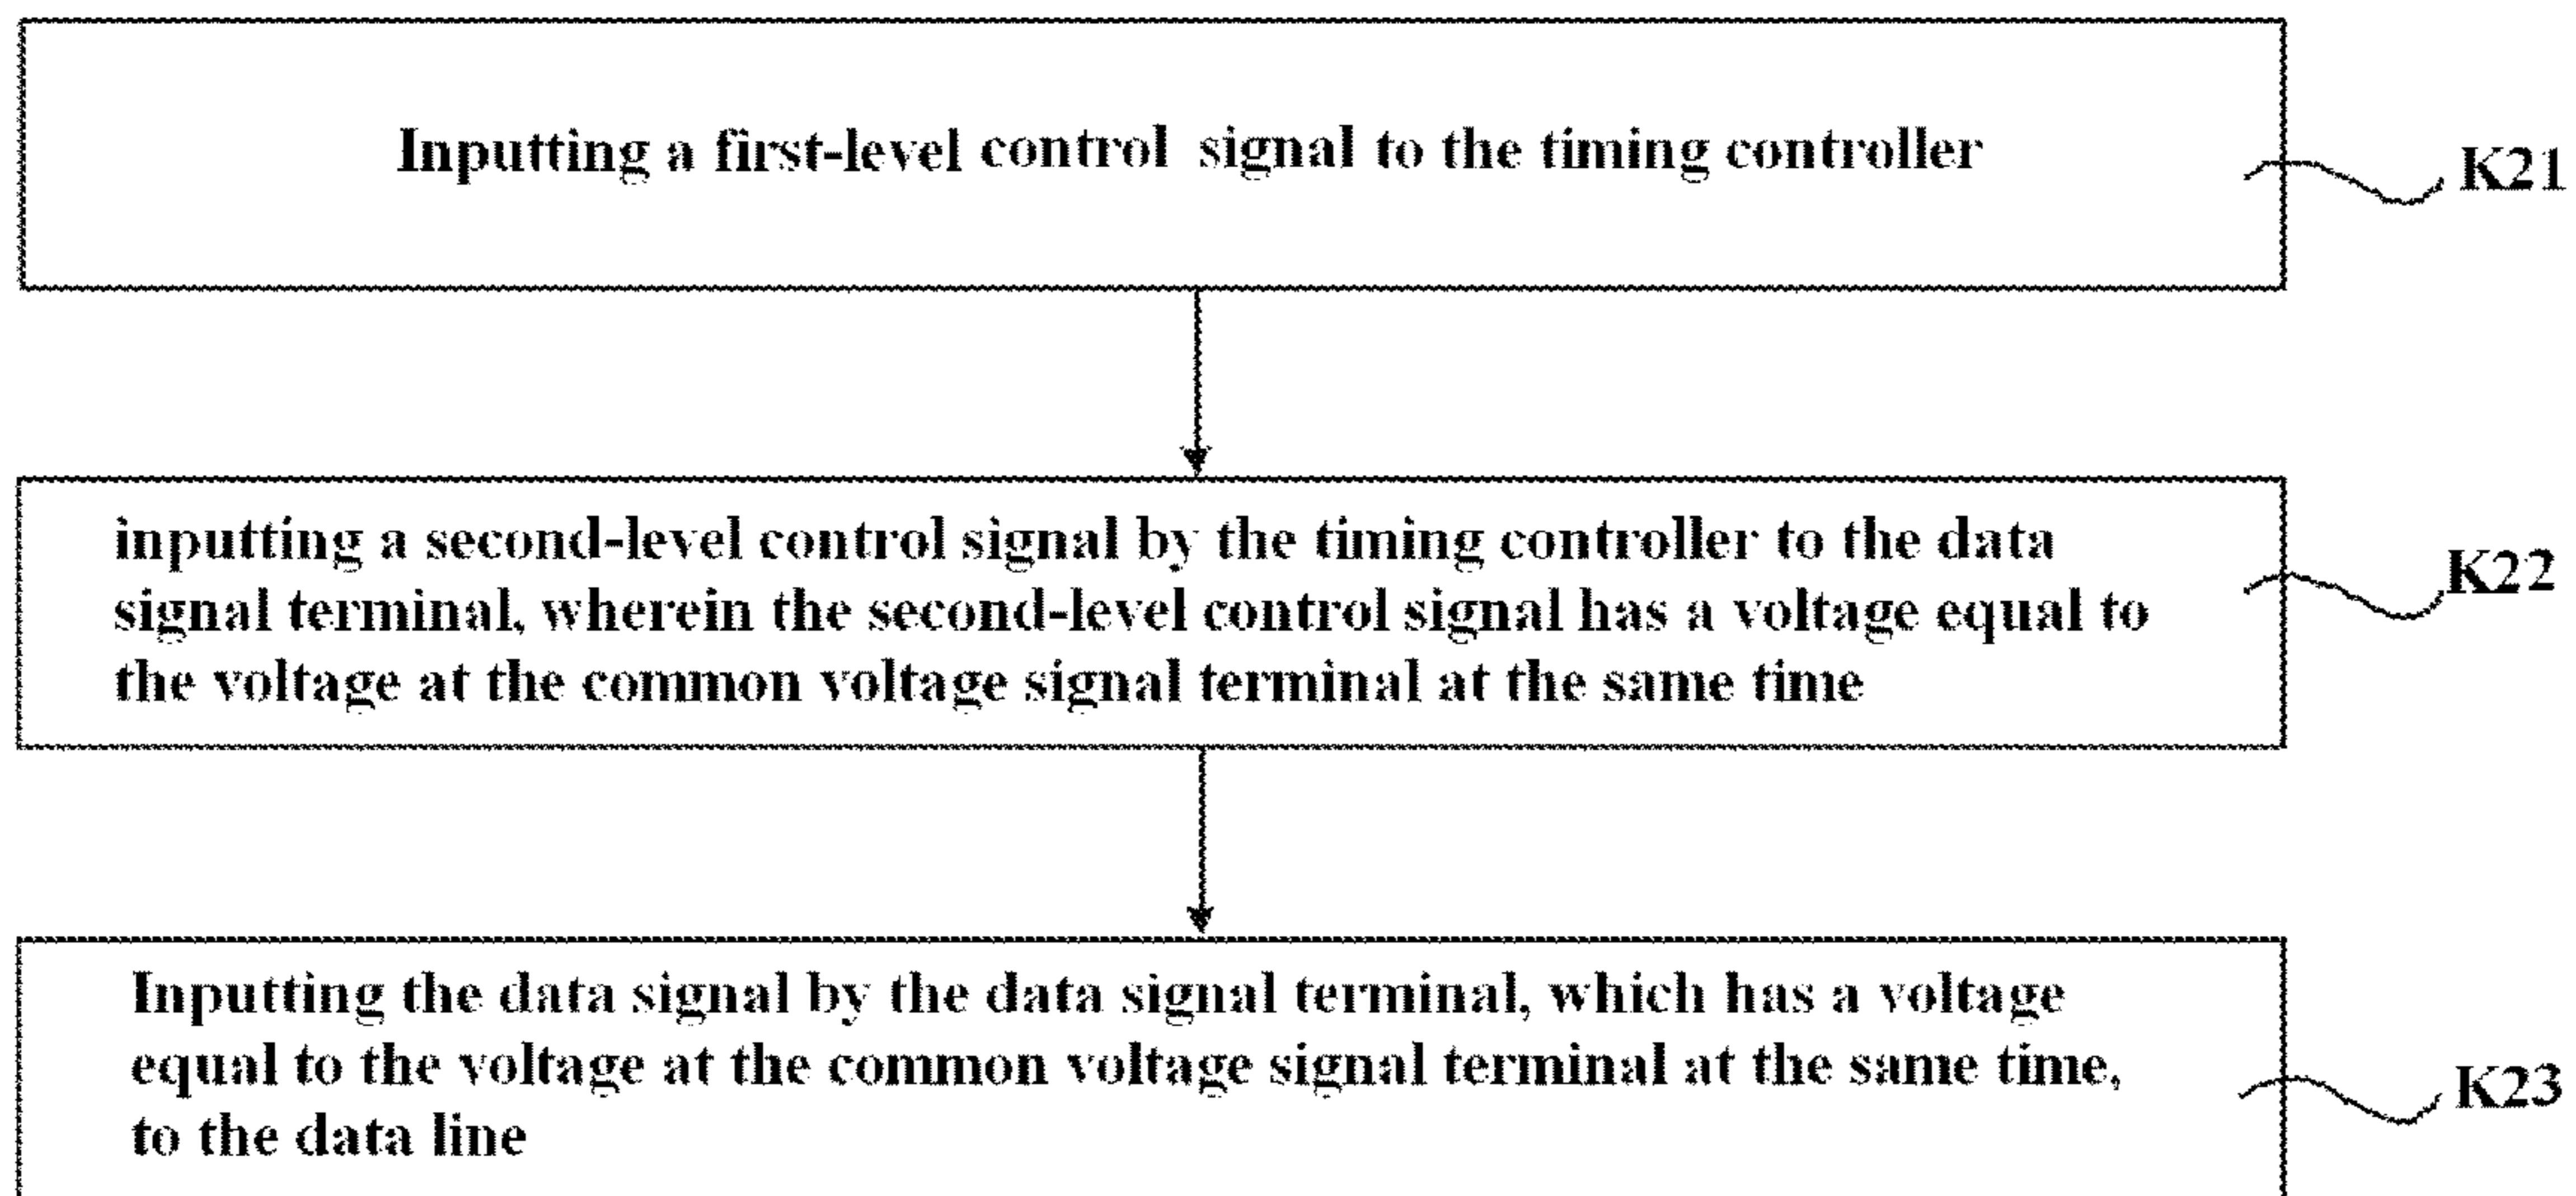 Inputting a first-level control signal to the timing controller
K21
inputting a second-level control signal by the timing controller to the data
signal terminal, wherein the second-level control signal has a voltage equal to
the voltage at the common voltage signal terminal at the same time
K22
Inputting the data signal by the data signal terminal, which has a voltage
equal to the voltage at the common voltage signal terminal at the same time,
to the data line
K23